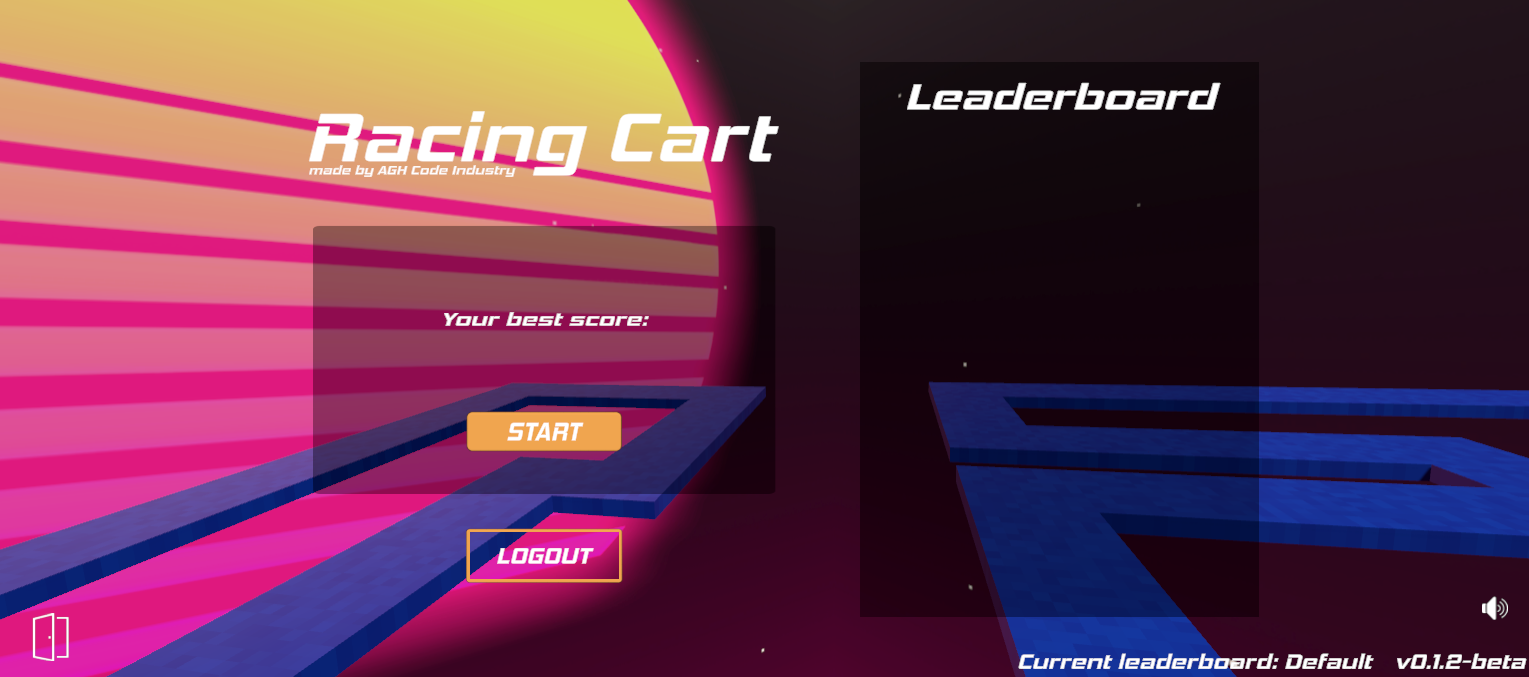 Racing Cart
made by AGH Code Industry
Your best score:
START
LOGOUT
Leaderboard
Current leaderboard: Default v0.1.2-beta